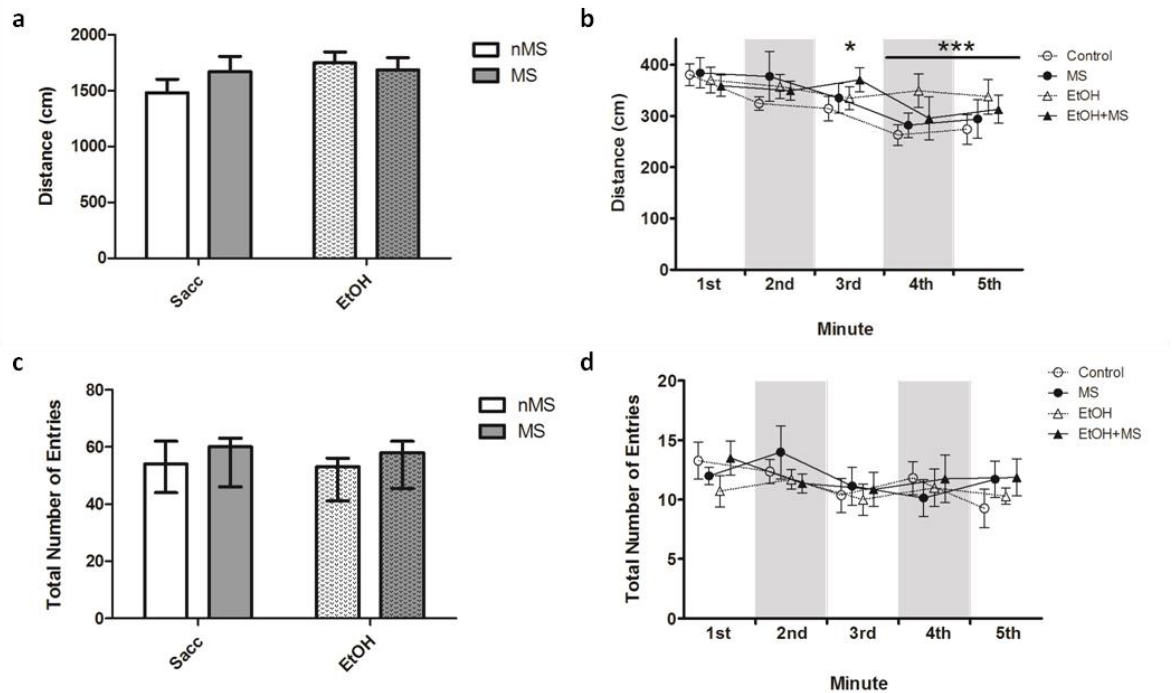 a
Distance (cm)
2000
1500
1000
500
0
Sacc
EtOH
nMS
MS
b
Distance (cm)
400
300
200
100
0
*
***
1st 2nd 3rd 4th 5th
Minute
Control
MS
EtOH
EtOH+MS
c
Total Number of Entries
80
60
40
20
0
Sacc
EtOH
nMS
MS
d
Total Number of Entries
20
15
10
5
0
1st 2nd 3rd 4th 5th
Minute
Control
MS
EtOH
EtOH+MS